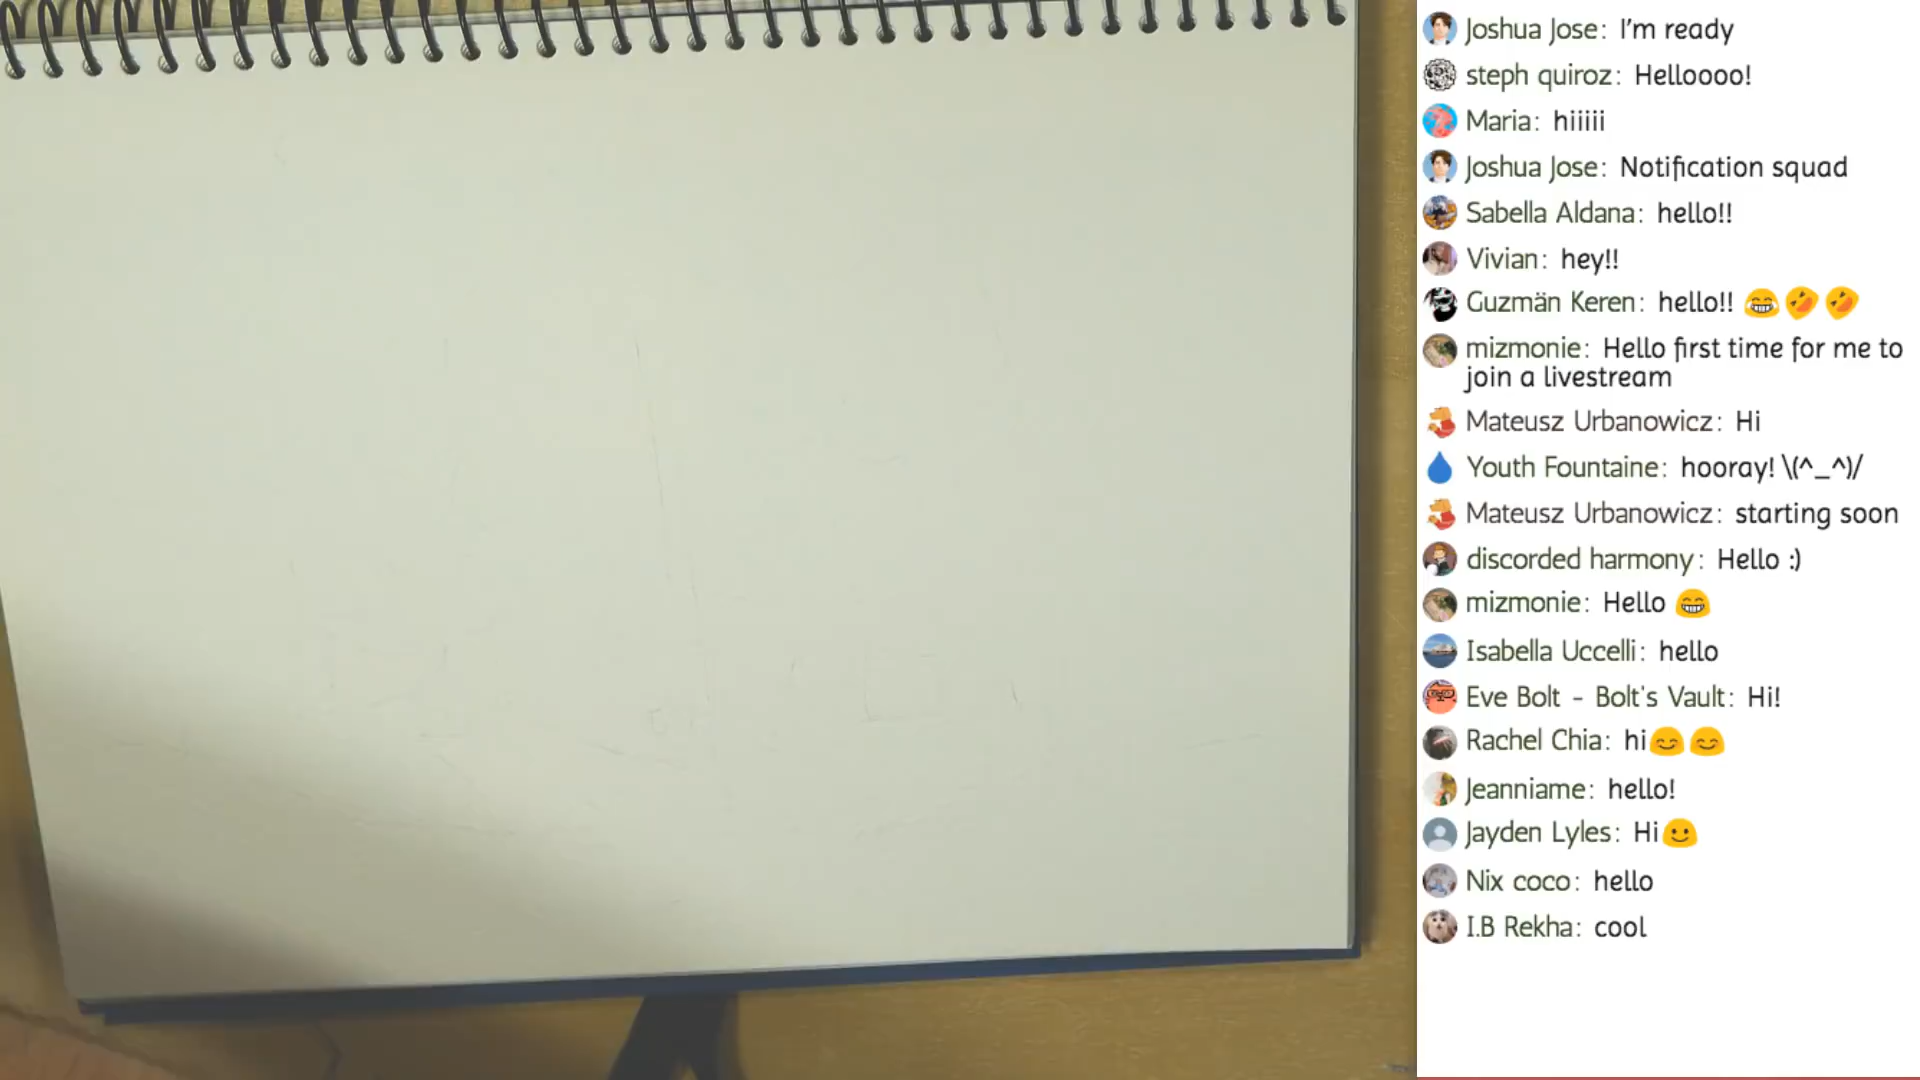 Joshua Jose: I'm ready
steph quiroz: Helloooo!
Maria: hiiiii
Joshua Jose: Notification squad
Sabella Aldana: hello!!
Vivian: hey!!
Guzmän Keren: hello!! 😂🤣🤣
mizmonie: Hello first time for me to
join a livestream
Mateusz Urbanowicz: Hi
Youth Fountaine: hooray! \(^_^)/
Mateusz Urbanowicz: starting soon
discorded harmony: Hello :)
mizmonie: Hello 😁
Isabella Uccelli: hello
Eve Bolt - Bolt's Vault: Hi!
Rachel Chia: hi😊😊
Jeanniame: hello!
Jayden Lyles: Hi🙂
Nix coco: hello
I.B Rekha: cool